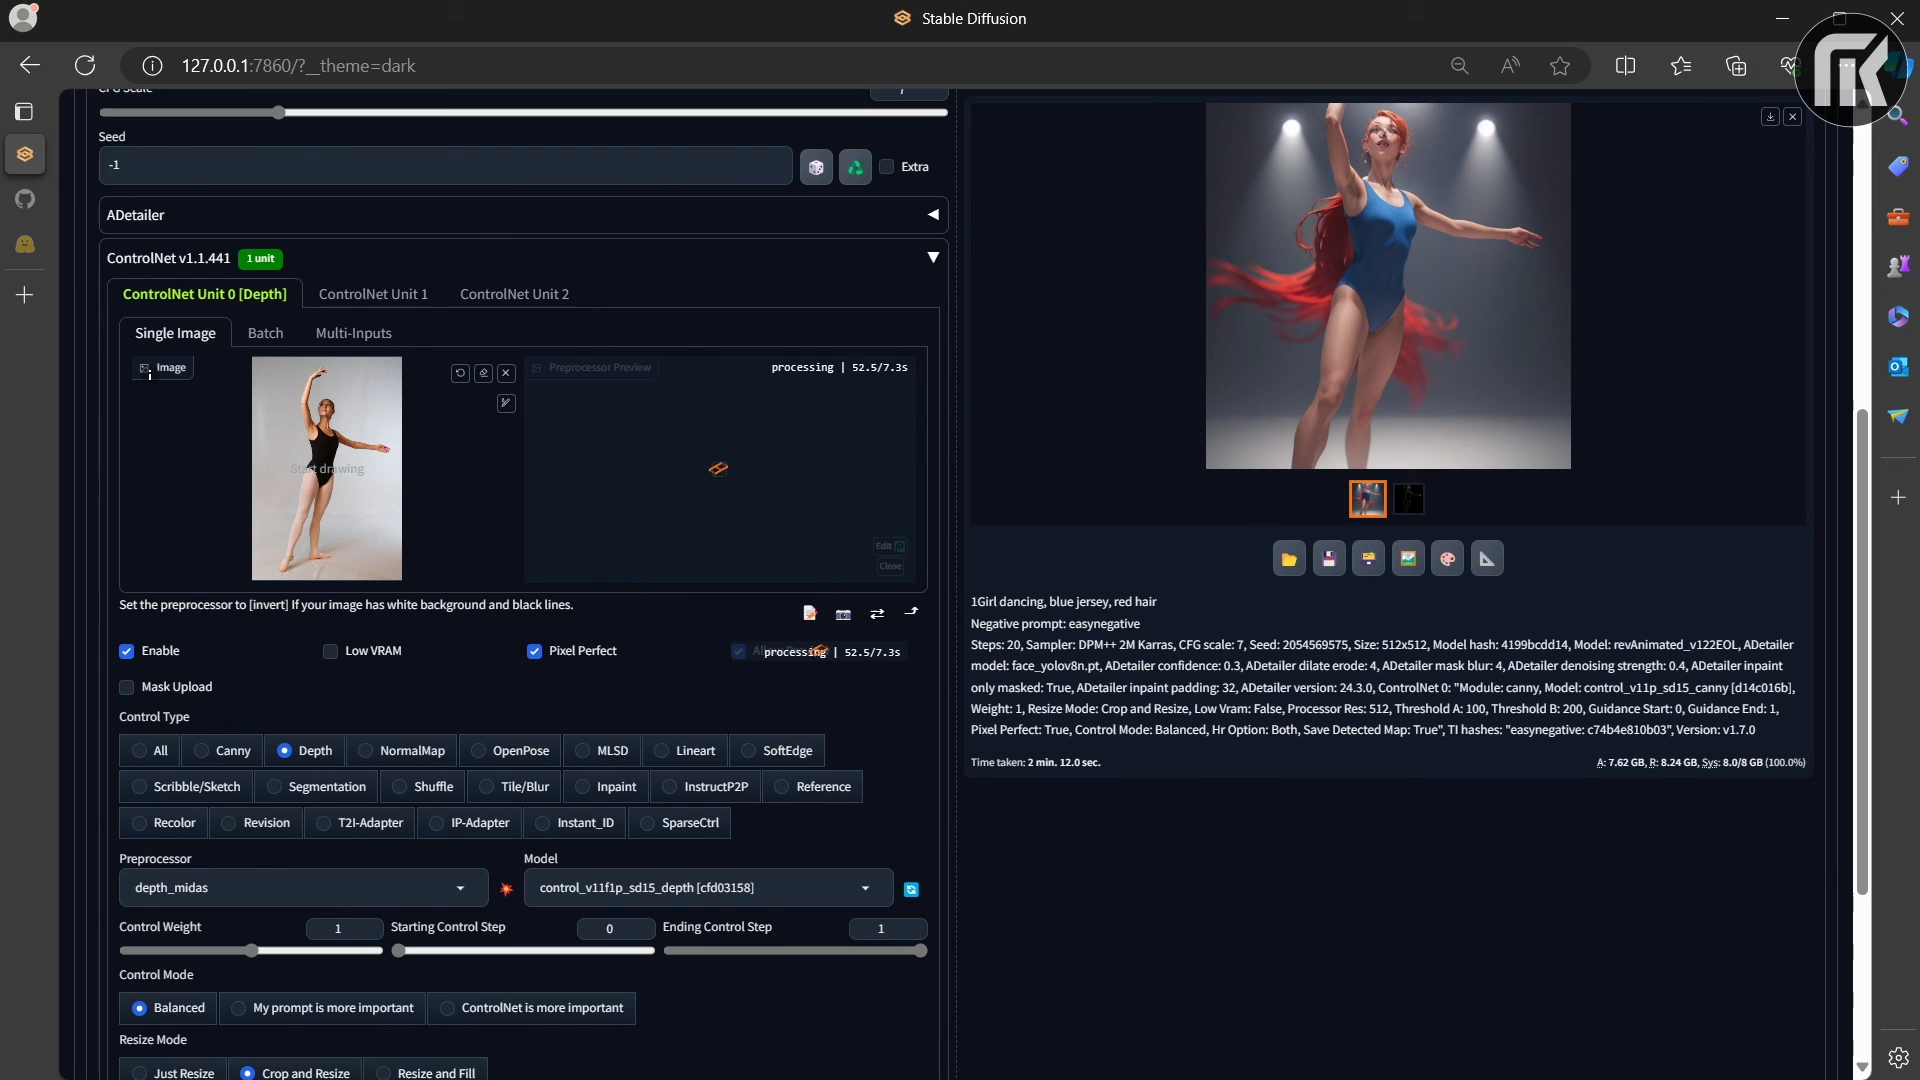 Stable Diffusion
127.0.0.1:7860/?__theme=dark
CFG Scale
7
Seed
-1
Extra
ADetailer
ControlNet v1.1.441 1 unit
ControlNet Unit 0 [Depth] ControlNet Unit 1 ControlNet Unit 2
Single Image Batch Multi-Inputs
Image
Start drawing
Preprocessor Preview
processing | 52.5/7.3s
Edit
Close
Set the preprocessor to [invert] If your image has white background and black lines.
Enable Low VRAM Pixel Perfect
processing | 52.5/7.3s
Mask Upload
Control Type
All Canny Depth NormalMap OpenPose MLSD Lineart SoftEdge
Scribble/Sketch Segmentation Shuffle Tile/Blur Inpaint InstructP2P Reference
Recolor Revision T2I-Adapter IP-Adapter Instant_ID SparseCtrl
Preprocessor Model
depth_midas control_v11f1p_sd15_depth [cfd03158]
Control Weight 1 Starting Control Step 0 Ending Control Step 1
Control Mode
Balanced My prompt is more important ControlNet is more important
Resize Mode
Just Resize Crop and Resize Resize and Fill
1Girl dancing, blue jersey, red hair
Negative prompt: easynegative
Steps: 20, Sampler: DPM++ 2M Karras, CFG scale: 7, Seed: 2054569575, Size: 512x512, Model hash: 4199bcdd14, Model: revAnimated_v122EOL, ADetailer
model: face_yolov8n.pt, ADetailer confidence: 0.3, ADetailer dilate erode: 4, ADetailer mask blur: 4, ADetailer denoising strength: 0.4, ADetailer inpaint
only masked: True, ADetailer inpaint padding: 32, ADetailer version: 24.3.0, ControlNet 0: "Module: canny, Model: control_v11p_sd15_canny [d14c016b],
Weight: 1, Resize Mode: Crop and Resize, Low Vram: False, Processor Res: 512, Threshold A: 100, Threshold B: 200, Guidance Start: 0, Guidance End: 1,
Pixel Perfect: True, Control Mode: Balanced, Hr Option: Both, Save Detected Map: True", TI hashes: "easynegative: c74b4e810b03", Version: v1.7.0
Time taken: 2 min. 12.0 sec.
A: 7.62 GB, R: 8.24 GB, Sys: 8.0/8 GB (100.0%)